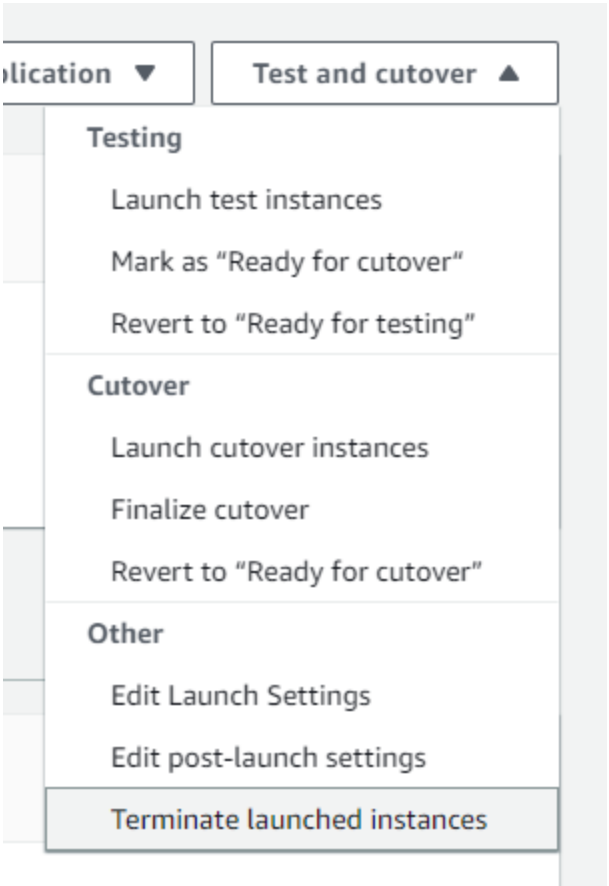 plication ▼
Test and cutover ▲
Testing
Launch test instances
Mark as “Ready for cutover“
Revert to “Ready for testing”
Cutover
Launch cutover instances
Finalize cutover
Revert to “Ready for cutover”
Other
Edit Launch Settings
Edit post-launch settings
Terminate launched instances